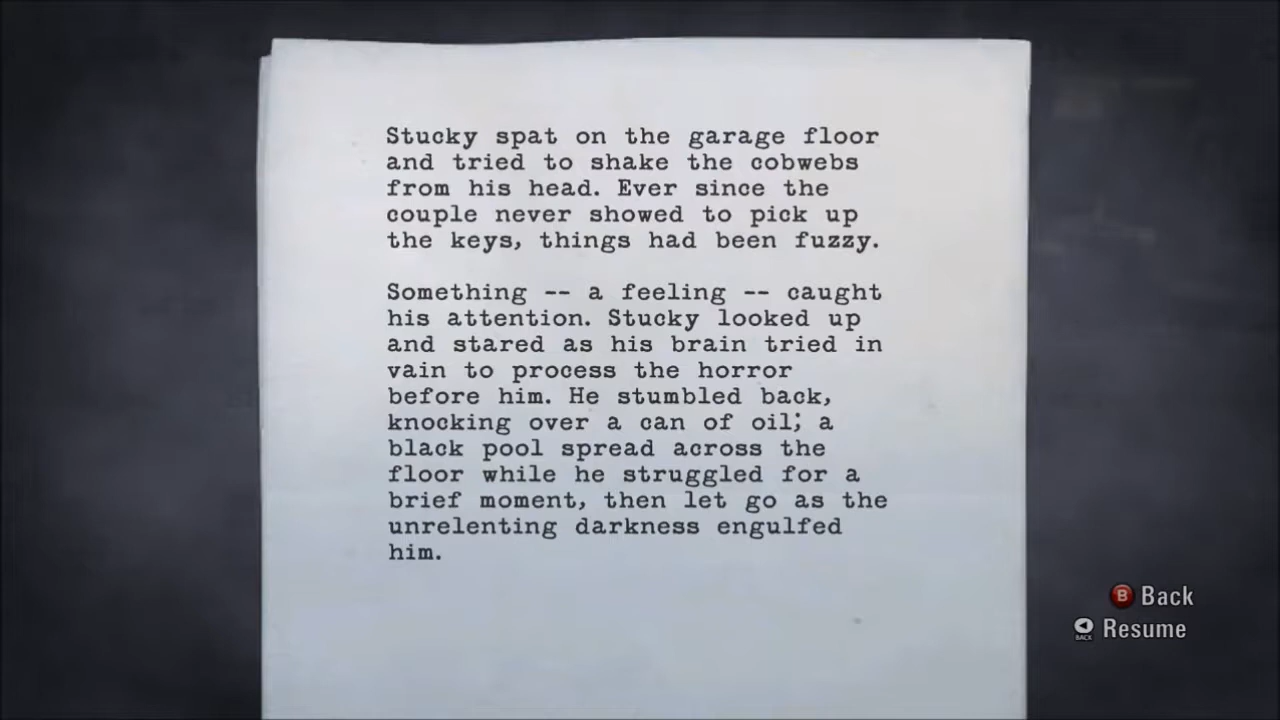 Stucky spat on the garage floor
and tried to shake the cobwebs
from his head. Ever since the
couple never showed to pick up
the keys, things had been fuzzy.
Something -- a feeling -- caught
his attention. Stucky looked up
and stared as his brain tried in
vain to process the horror
before him. He stumbled back,
knocking over a can of oil; a
black pool spread across the
floor while he struggled for a
brief moment, then let go as the
unrelenting darkness engulfed
him.
B Back
BACK Resume